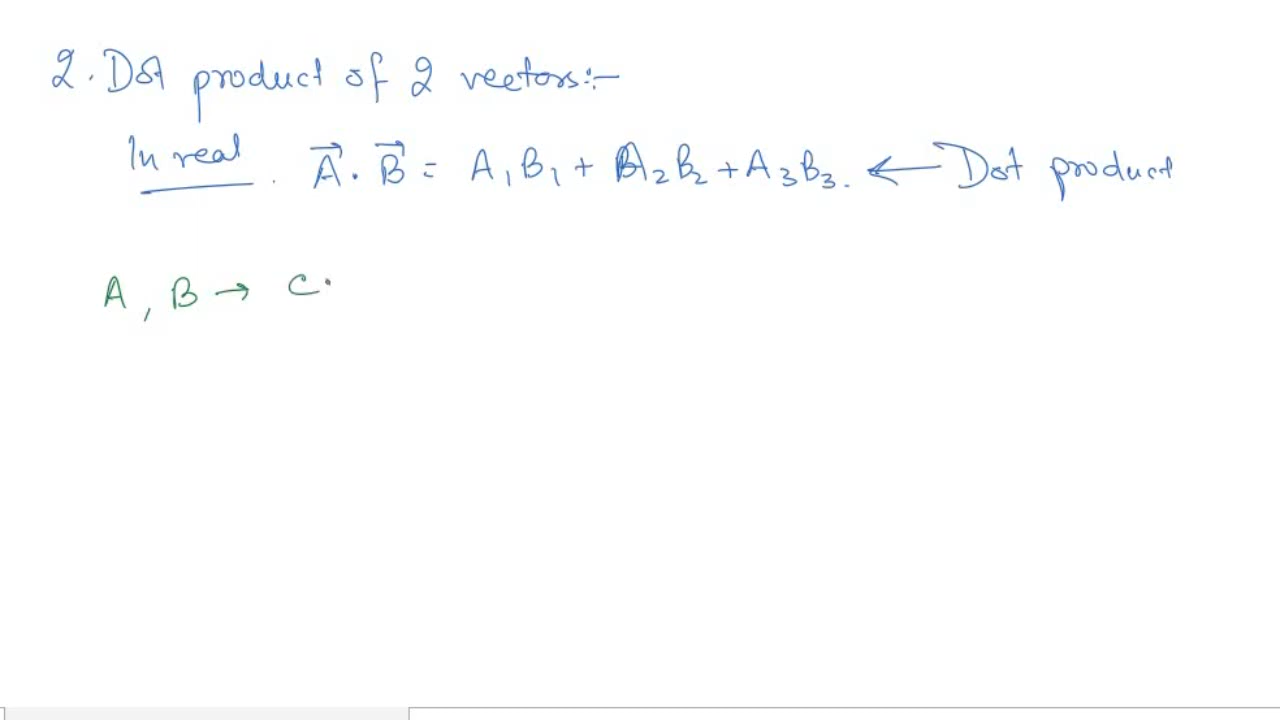 2. Dot product of 2 vectors:-
In real. A⃗ . B⃗ = A₁B₁ + A₂B₂ + A₃B₃. ← Dot product
A, B → C.